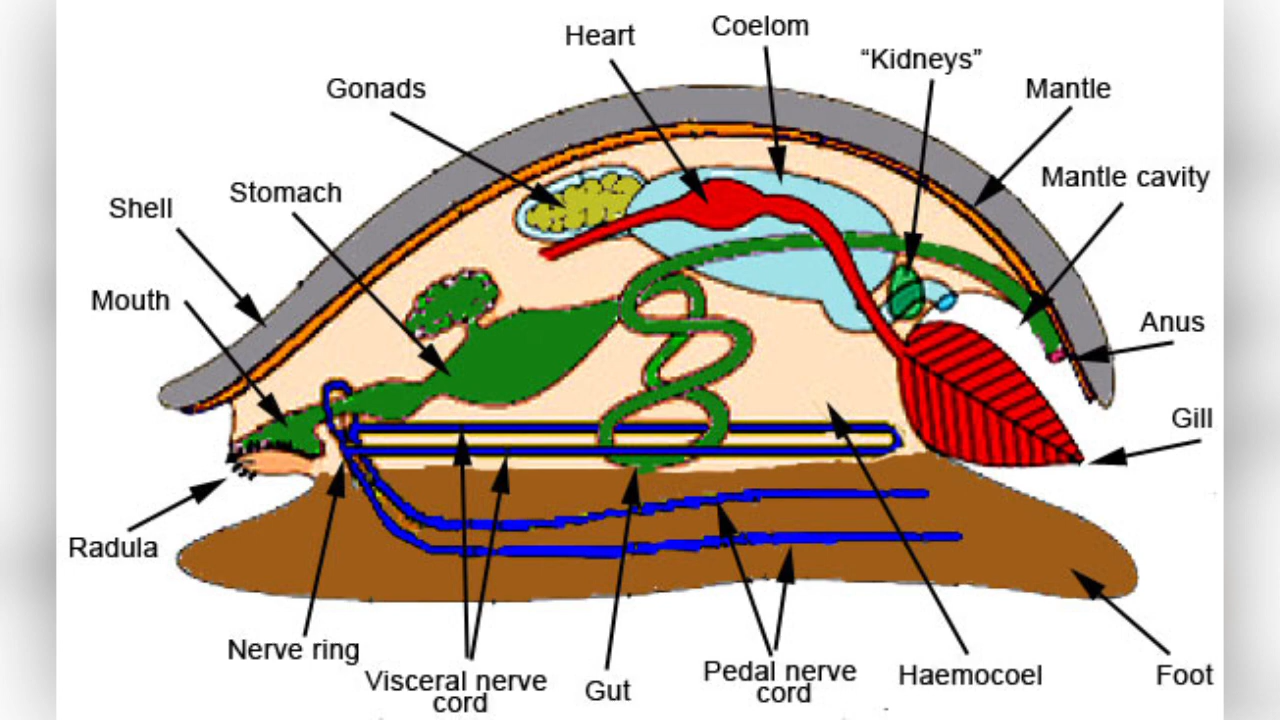 Coelom
Heart
“Kidneys”
Gonads
Mantle
Mantle cavity
Stomach
Shell
Mouth
Anus
Gill
Radula
Nerve ring
Visceral nerve
cord
Gut
Pedal nerve
cord
Haemocoel
Foot